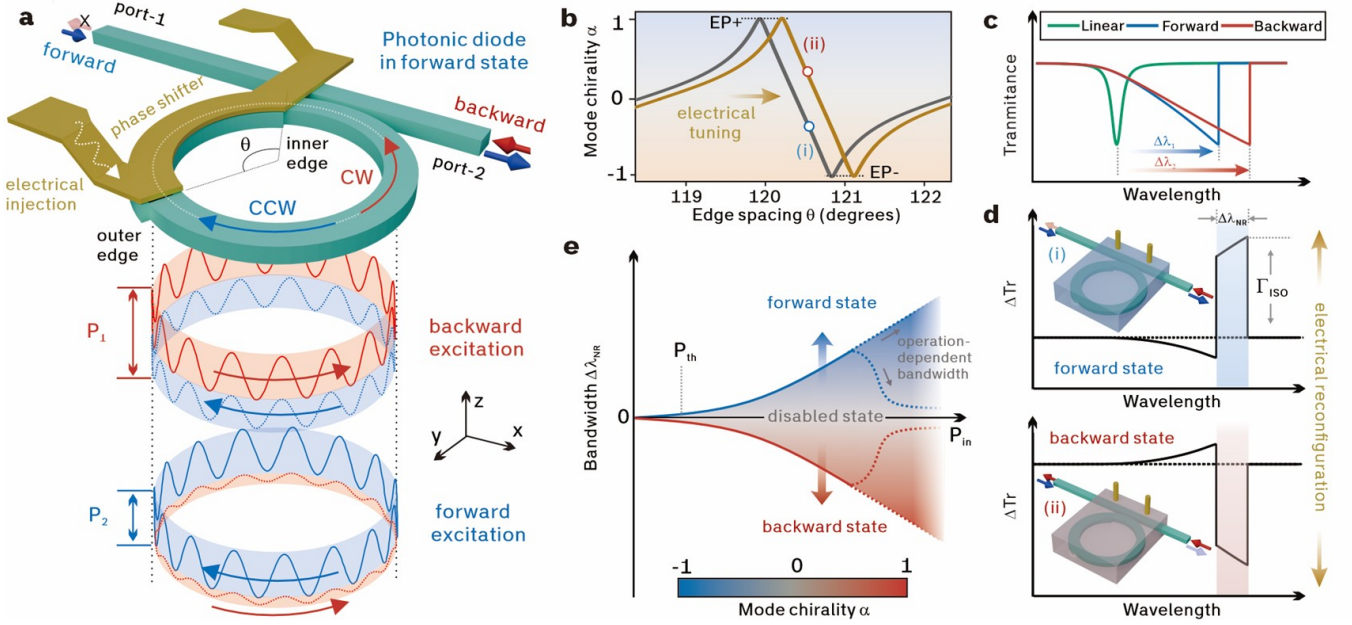 a
X
port-1
forward
Photonic diode
in forward state
phase shifter
backward
port-2
θ
inner
edge
CW
CCW
electrical
injection
outer
edge
P⊥
backward
excitation
z
y
x
P2
forward
excitation
b
Mode chirality α
1
0
-1
EP+
(ii)
electrical
tuning
(i)
EP-
119
120
121
122
Edge spacing θ (degrees)
c
Linear
Forward
Backward
Tranmitance
Δλ1
Δλ2
Wavelength
d
ΔλNR
(i)
ΓISO
ΔTr
forward state
Wavelength
backward state
(ii)
ΔTr
Wavelength
electrical reconfiguration
e
Bandwidth ΔλNR
forward state
operation-
dependent
bandwidth
Pth
0
disabled state
Pin
backward state
-1
0
1
Mode chirality α